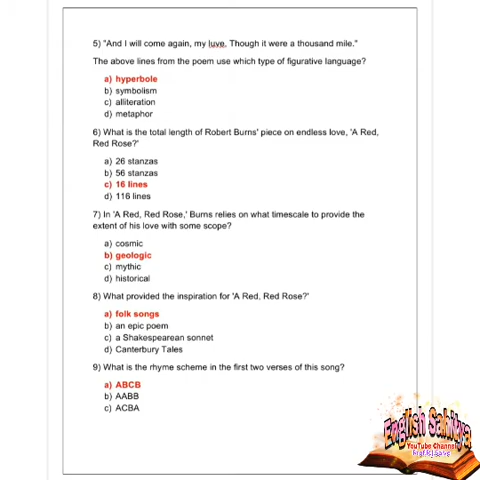 5) "And I will come again, my luve, Though it were a thousand mile."
The above lines from the poem use which type of figurative language?
a) hyperbole
b) symbolism
c) alliteration
d) metaphor
6) What is the total length of Robert Burns' piece on endless love, 'A Red,
Red Rose?'
a) 26 stanzas
b) 56 stanzas
c) 16 lines
d) 116 lines
7) In 'A Red, Red Rose,' Burns relies on what timescale to provide the
extent of his love with some scope?
a) cosmic
b) geologic
c) mythic
d) historical
8) What provided the inspiration for 'A Red, Red Rose?'
a) folk songs
b) an epic poem
c) a Shakespearean sonnet
d) Canterbury Tales
9) What is the rhyme scheme in the first two verses of this song?
a) ABCB
b) AABB
c) ACBA
English Sahitya
YouTube Channel